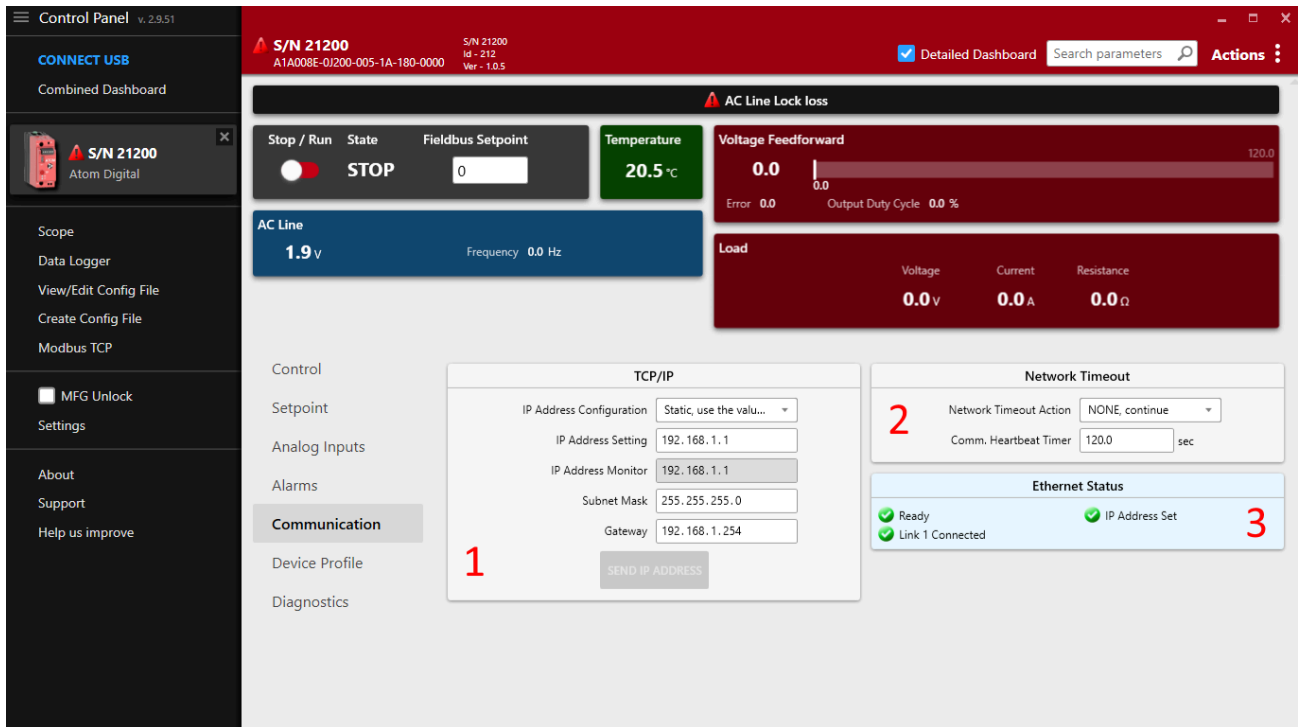 Control Panel v. 2.9.51
CONNECT USB
Combined Dashboard
S/N 21200
Atom Digital
Scope
Data Logger
View/Edit Config File
Create Config File
Modbus TCP
MFG Unlock
Settings
About
Support
Help us improve
S/N 21200
A1A008E-0J200-005-1A-180-0000
S/N 21200
Id - 212
Ver - 1.0.5
Detailed Dashboard
Search parameters
Actions
AC Line Lock loss
Stop / Run State Fieldbus Setpoint
STOP 0
Temperature
20.5 °C
Voltage Feedforward
120.0
0.0
0.0
Error 0.0 Output Duty Cycle 0.0 %
AC Line
1.9 V Frequency 0.0 Hz
Load
Voltage Current Resistance
0.0 V 0.0 A 0.0 Ω
Control
Setpoint
Analog Inputs
Alarms
Communication
Device Profile
Diagnostics
TCP/IP
IP Address Configuration Static, use the valu...
IP Address Setting 192.168.1.1
IP Address Monitor 192.168.1.1
Subnet Mask 255.255.255.0
Gateway 192.168.1.254
1
SEND IP ADDRESS
Network Timeout
2
Network Timeout Action NONE, continue
Comm. Heartbeat Timer 120.0 sec
Ethernet Status
Ready IP Address Set
Link 1 Connected
3